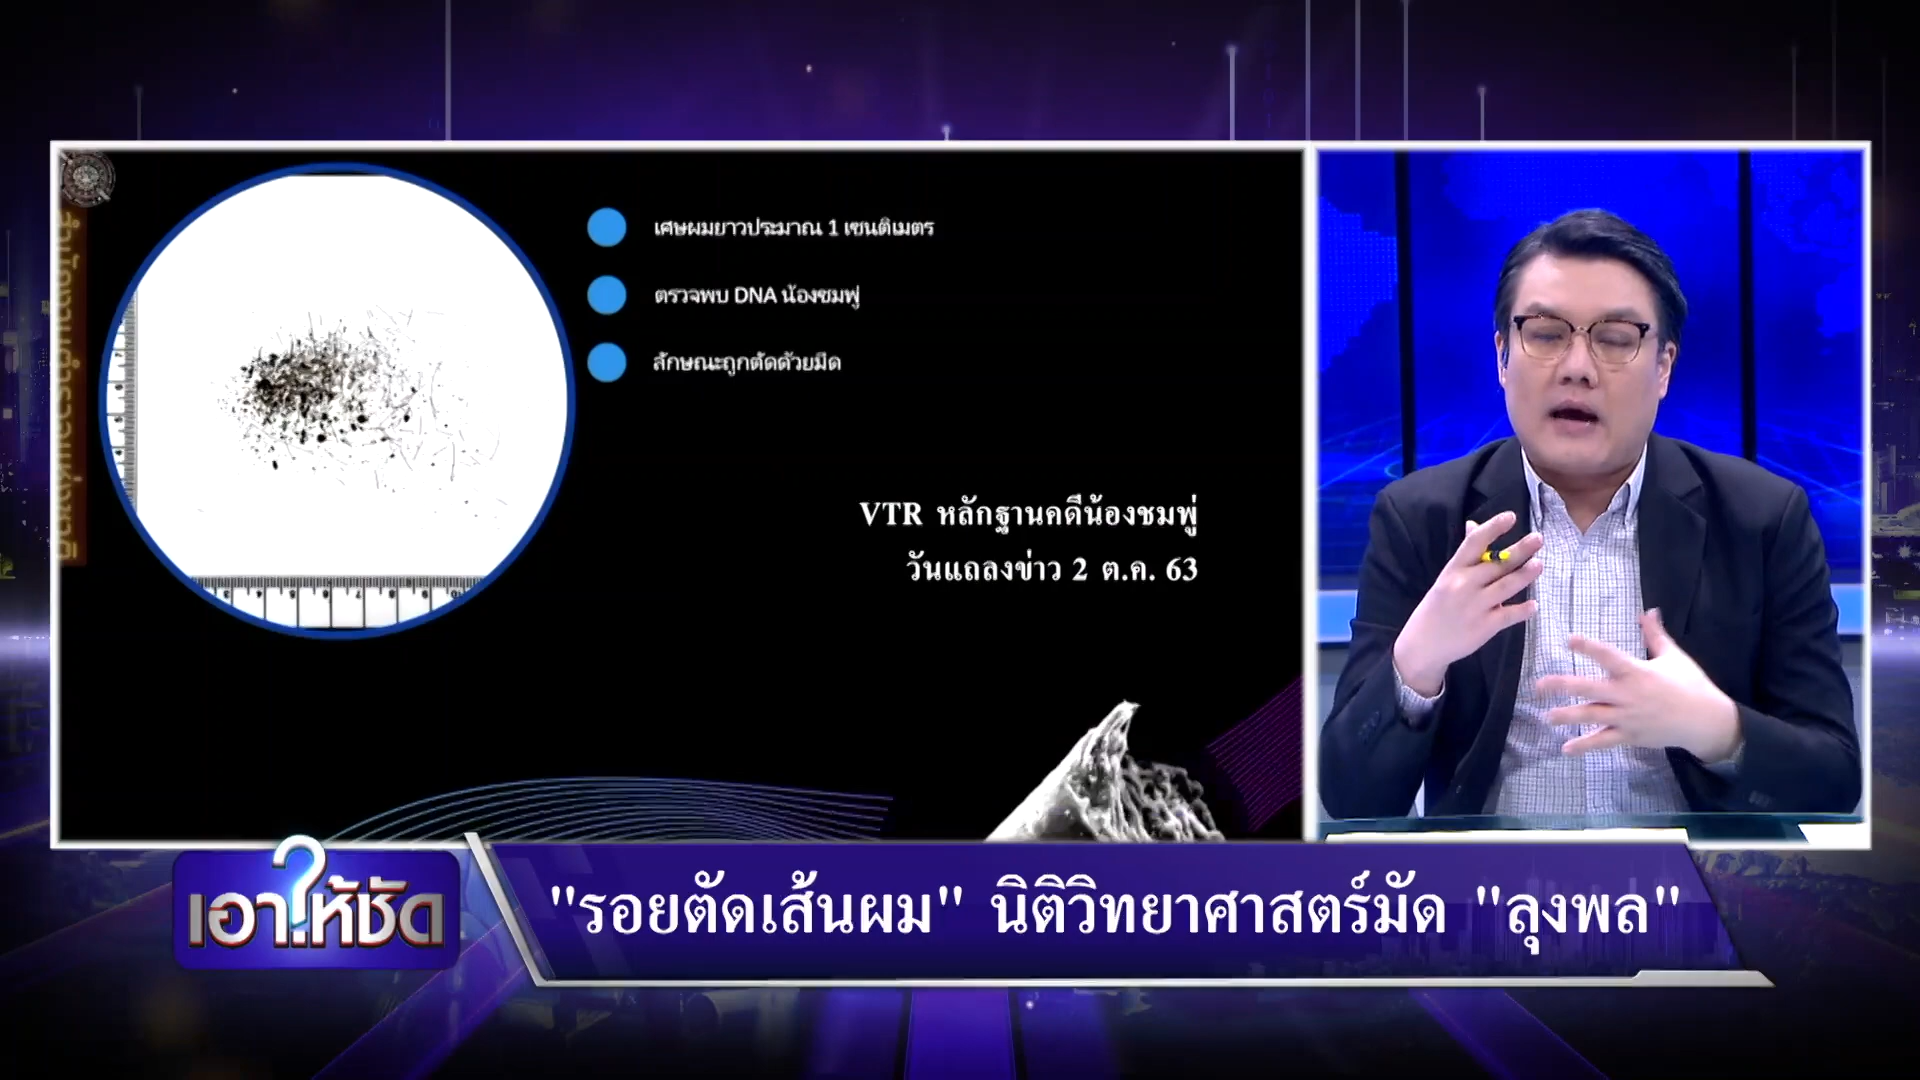 เศษผมยาวประมาณ 1 เซนติเมตร
ตรวจพบ DNA น้องชมพู่
ลักษณะถูกตัดด้วยมีด
VTR หลักฐานคดีน้องชมพู่
วันแถลงข่าว 2 ต.ค. 63
เอา?ให้ชัด
"รอยตัดเส้นผม" นิติวิทยาศาสตร์มัด "ลุงพล"